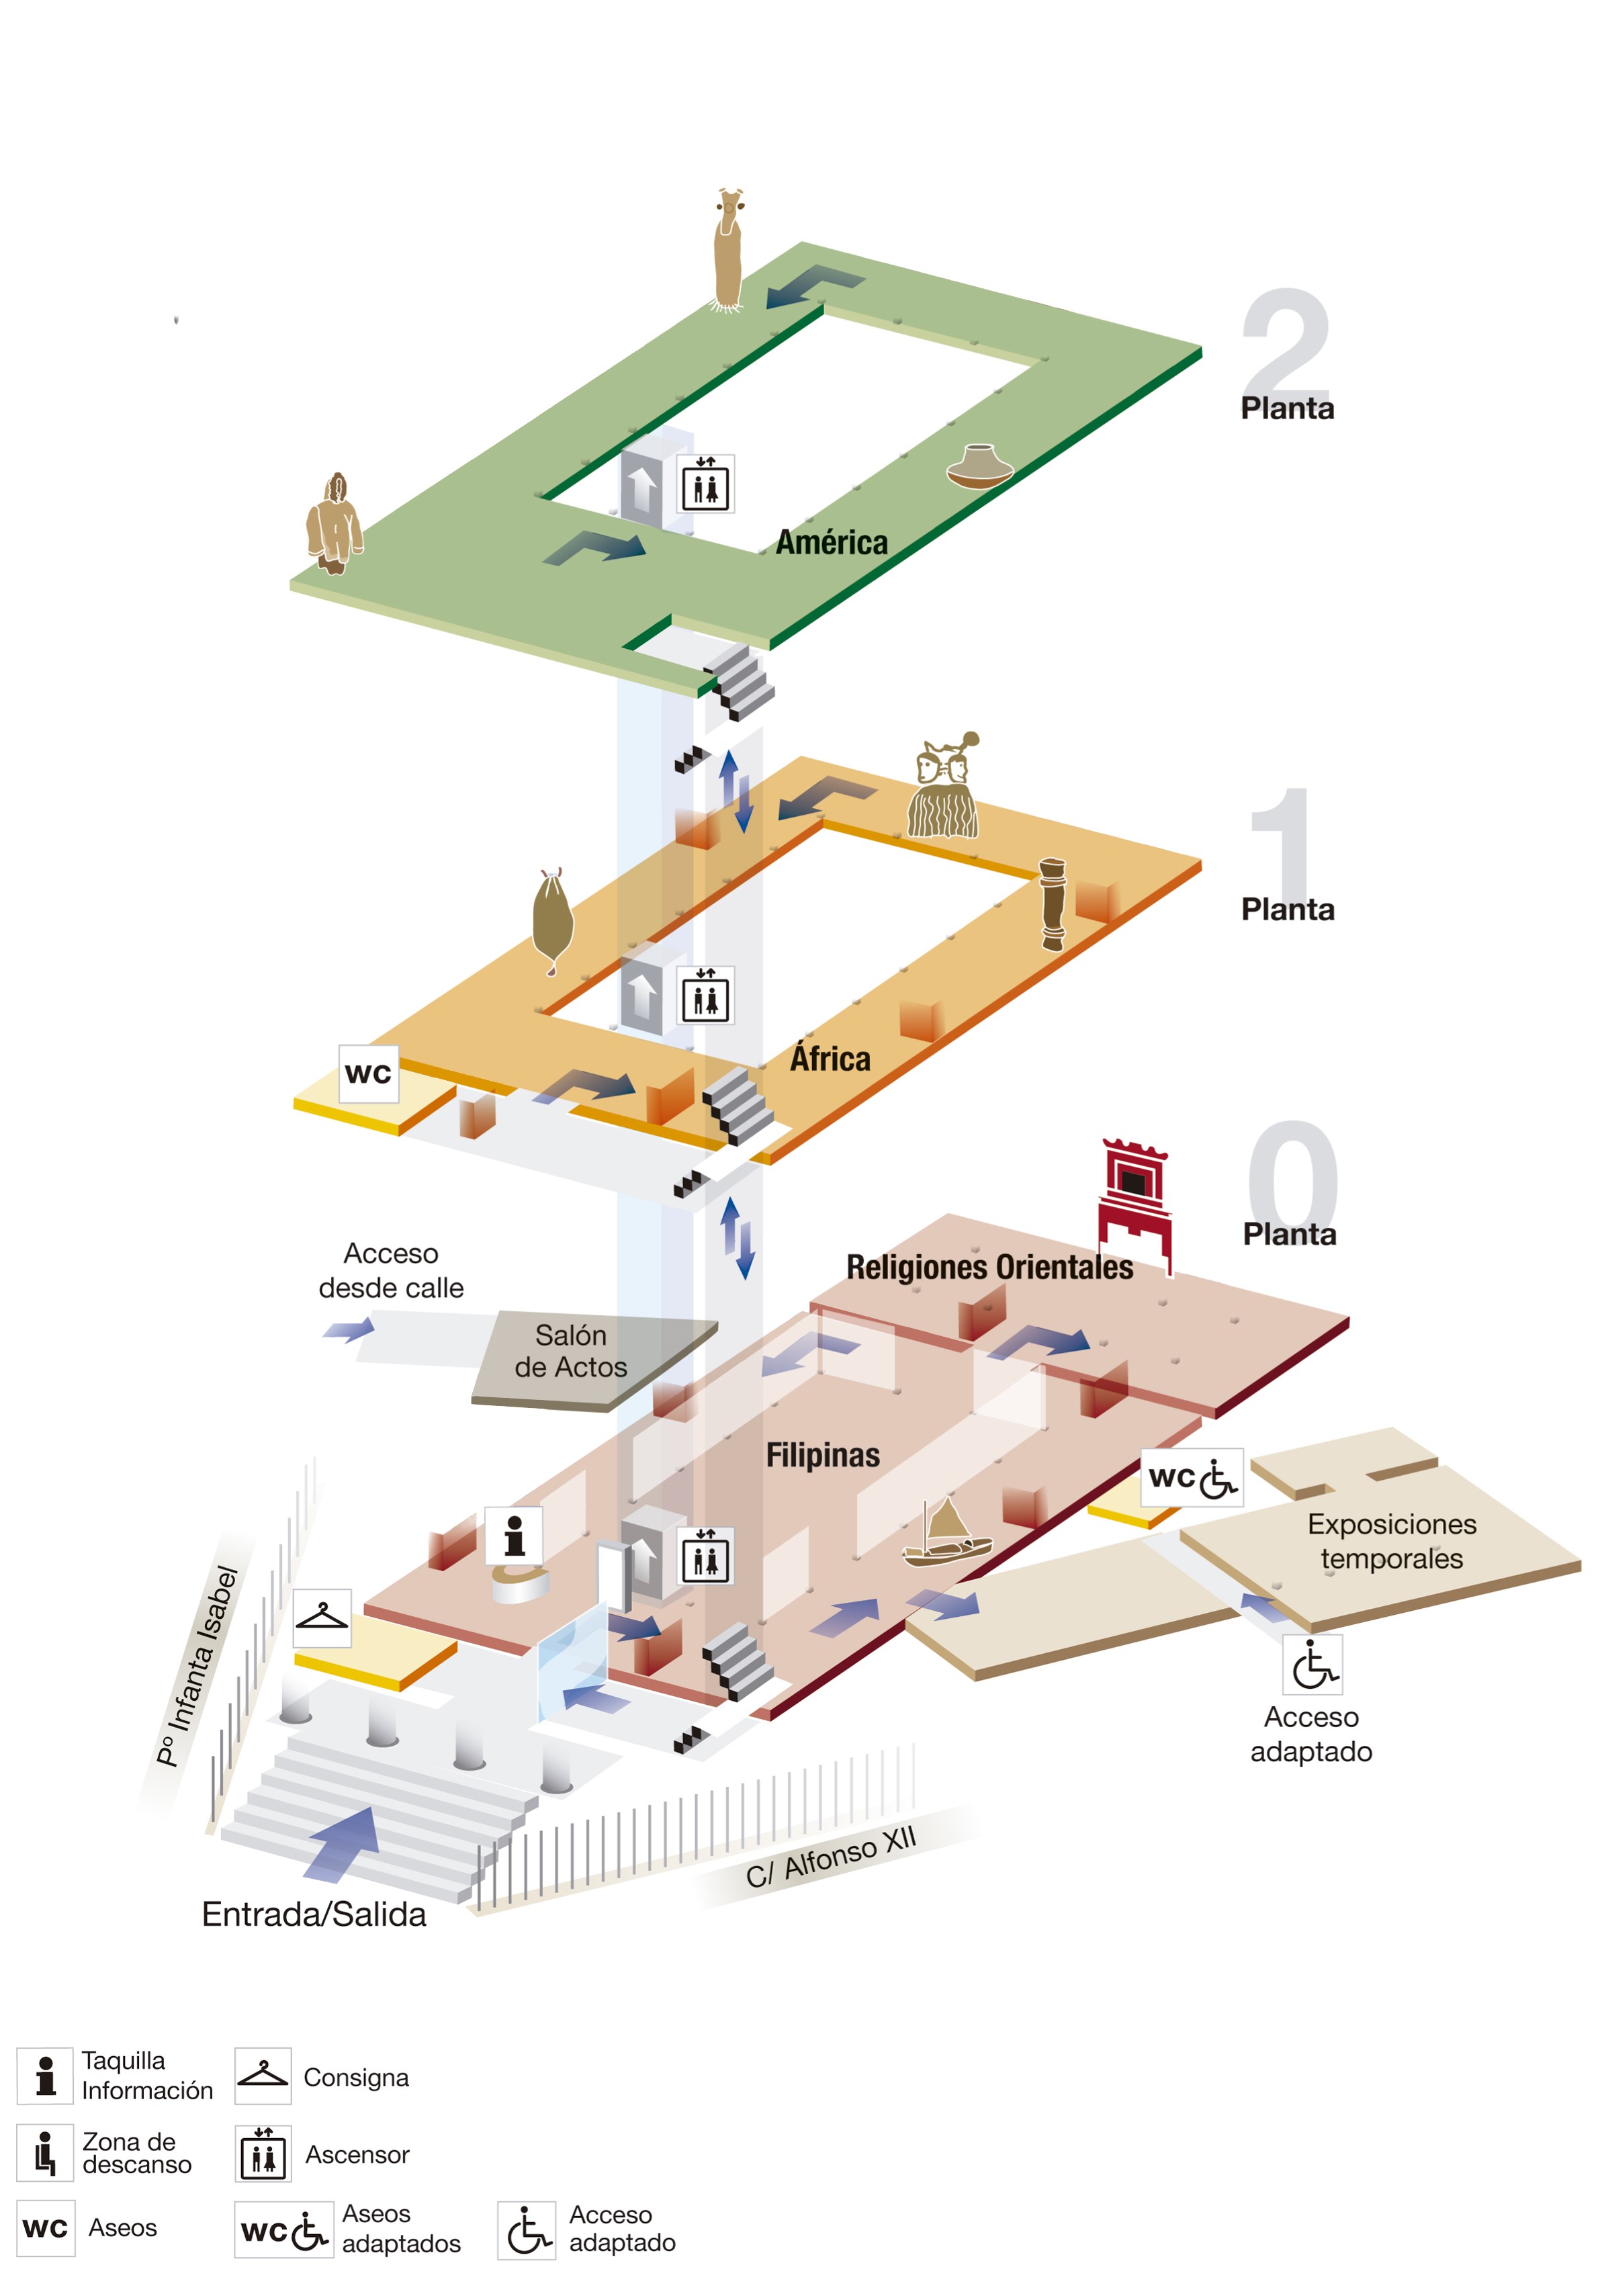 2
Planta
América
1
Planta
WC
África
0
Planta
Religiones Orientales
Acceso
desde calle
Salón
de Actos
Filipinas
WC
Exposiciones
temporales
i
Pº Infanta Isabel
Acceso
adaptado
C/ Alfonso XII
Entrada/Salida
i
Taquilla
Información
Consigna
Zona de
descanso
Ascensor
WC
Aseos
WC
Aseos
adaptados
Acceso
adaptado